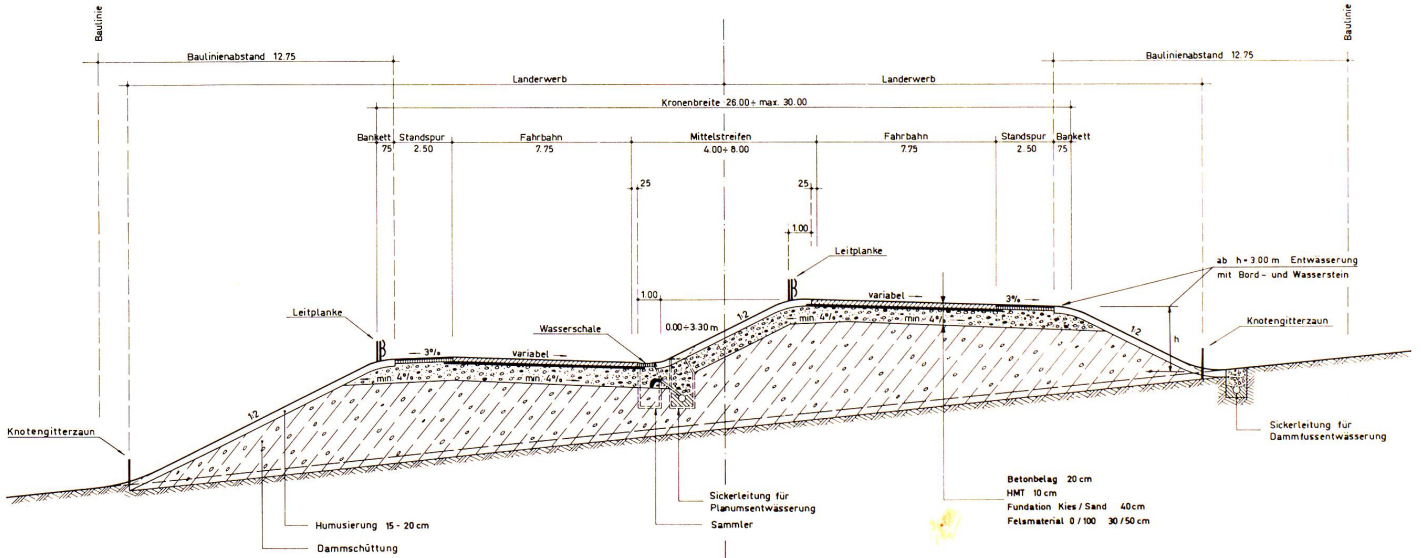 Baulinie
Baulinie
Baulinienabstand 12.75
Baulinienabstand 12.75
Landerwerb
Landerwerb
Kronenbreite 26.00÷ max. 30.00
Bankett
Standspur
Fahrbahn
Mittelstreifen
Fahrbahn
Standspur
Bankett
75
2.50
7.75
4.00÷8.00
7.75
2.50
75
25
25
1.00
Leitplanke
ab h=3.00 m Entwässerung
mit Bord- und Wasserstein
1.00
variabel
3%
Leitplanke
Wasserschale
0.00÷3.30 m
1:2
min. 4%
min. 4%
1:2
h
Knotengitterzaun
3%
variabel
min. 4%
min. 4%
1:2
Knotengitterzaun
Sickerleitung für
Dammfussentwässerung
Betonbelag 20 cm
HMT 10 cm
Fundation Kies / Sand 40cm
Felsmaterial 0 / 100 30 / 50 cm
Sickerleitung für
Planumsentwässerung
Sammler
Humusierung 15 - 20 cm
Dammschüttung